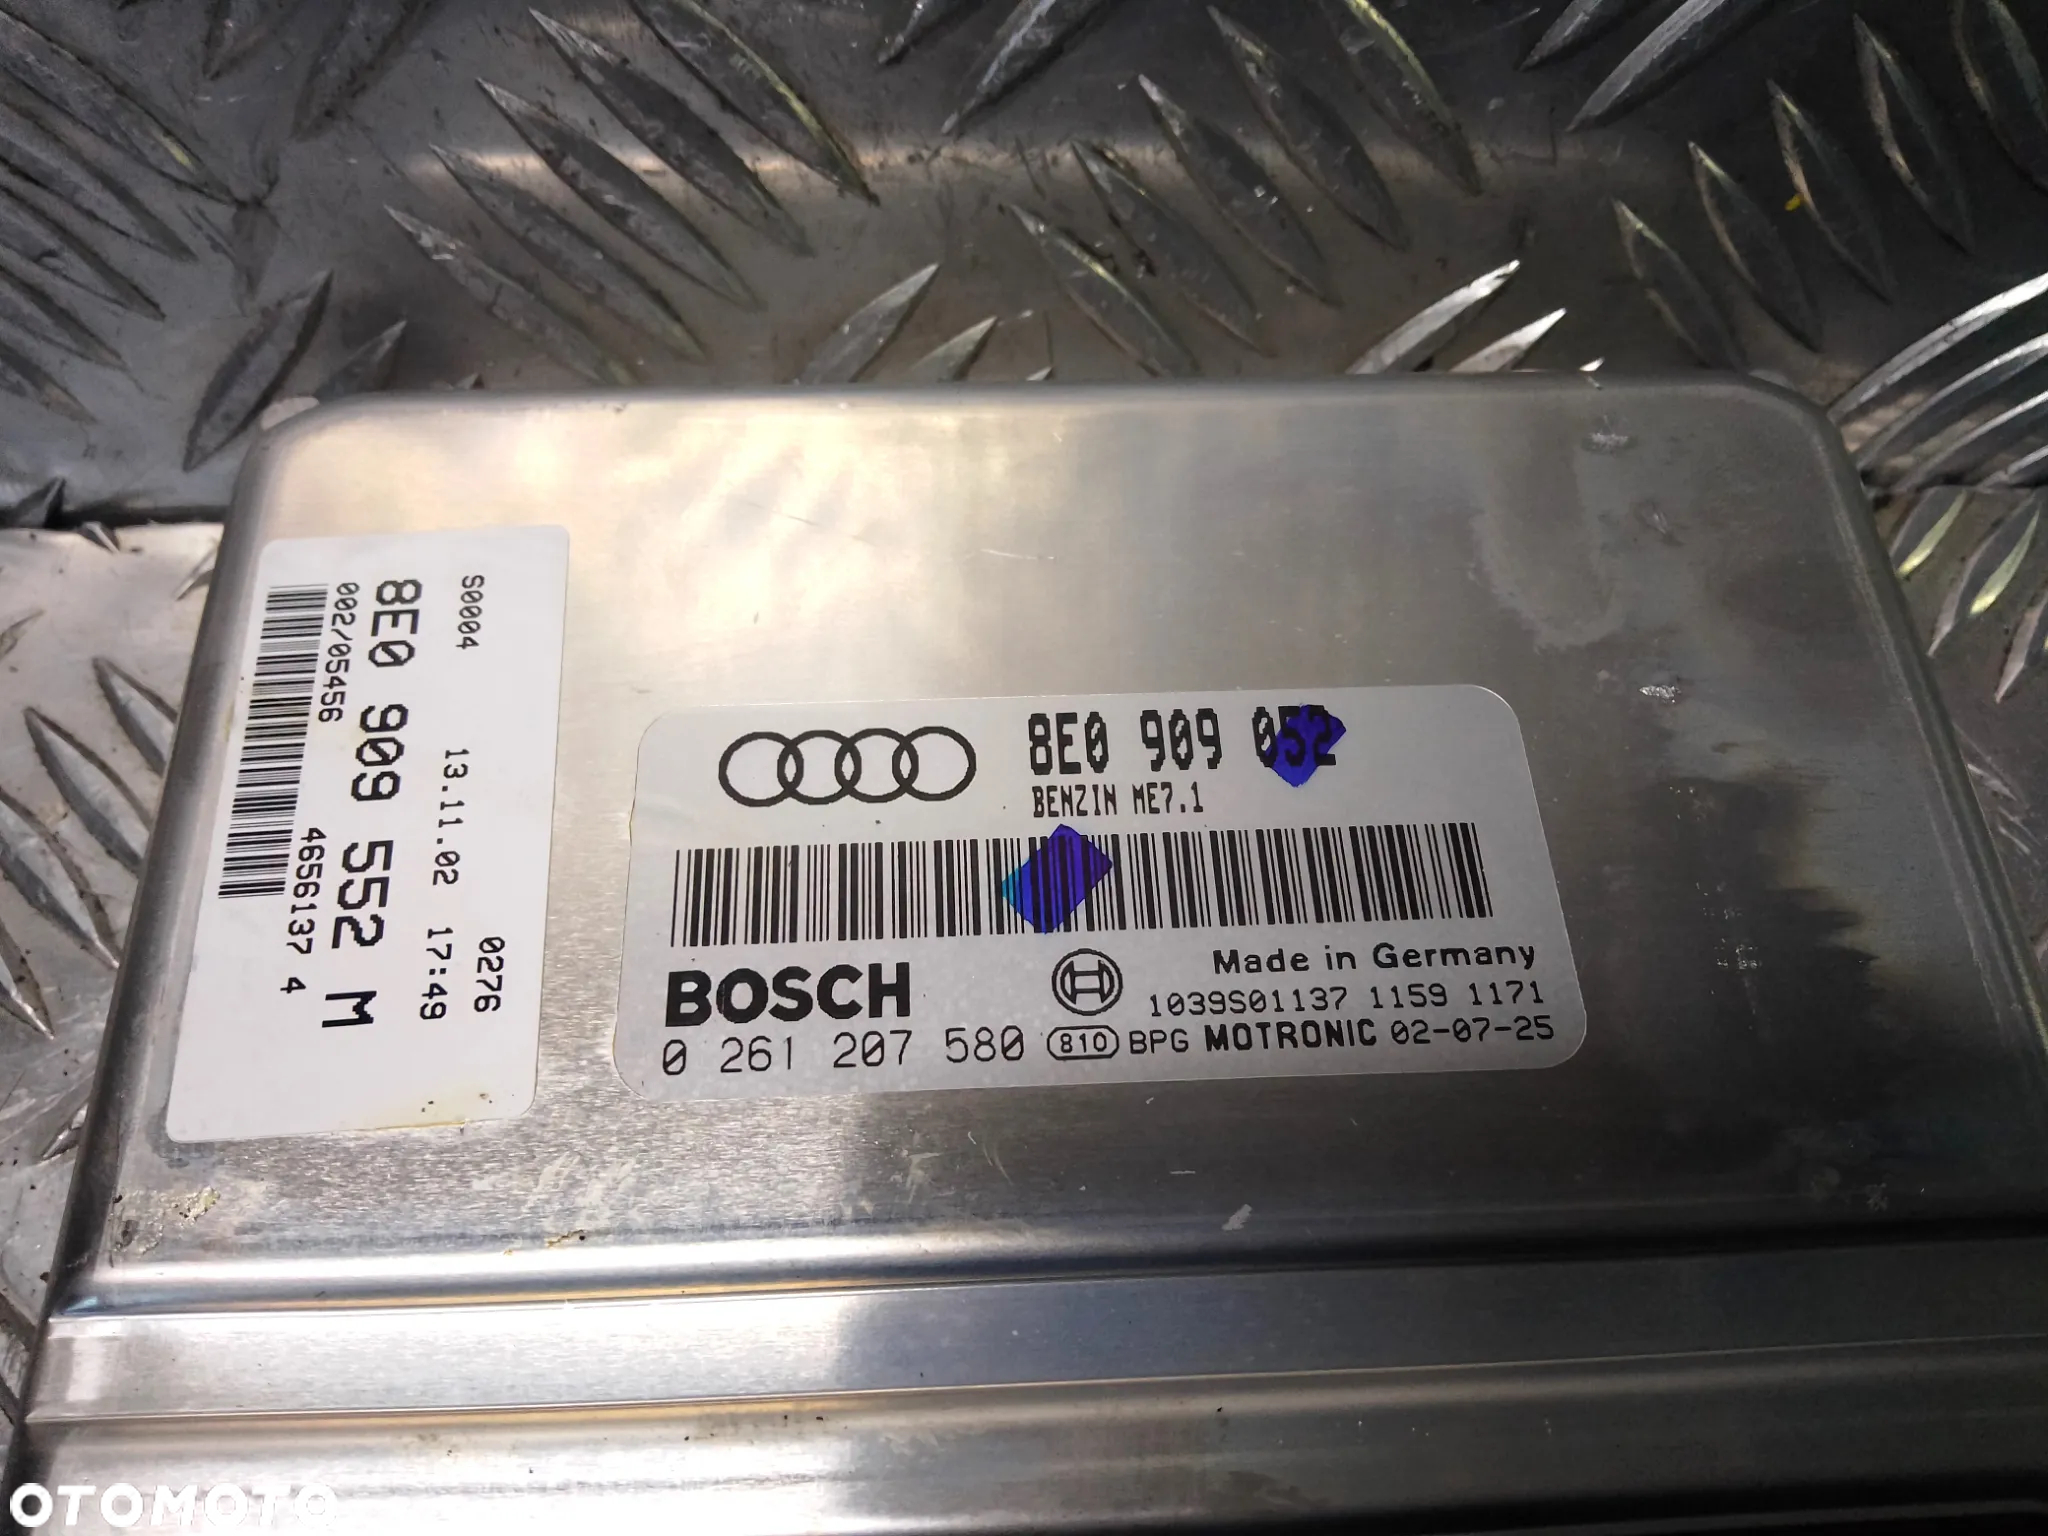 S0004 0276
13.11.02 17:49
8E0 909 552 M
002/05456
4656137 4
8E0 909 052
BENZIN ME7.1
BOSCH
Made in Germany
1039S01137 1159 1171
0 261 207 580 810 BPG MOTRONIC 02-07-25
OTOMOTO